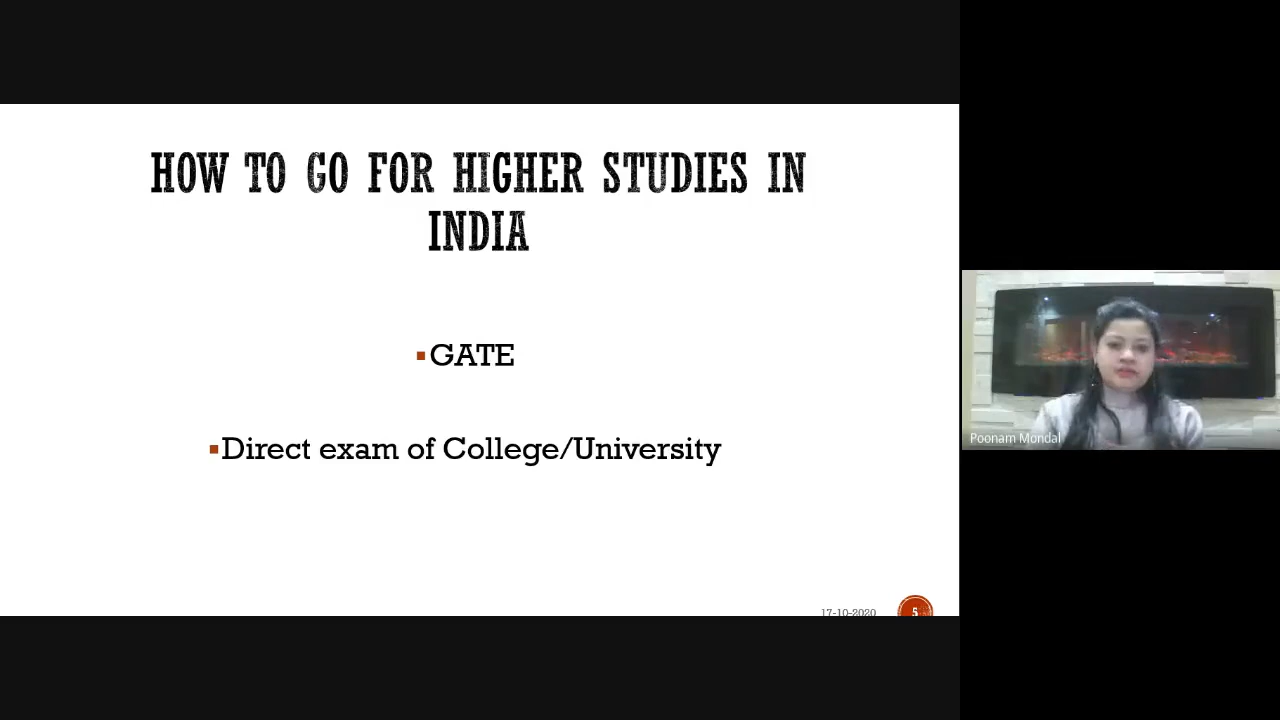 HOW TO GO FOR HIGHER STUDIES IN
INDIA
▪GATE
▪Direct exam of College/University
17-10-2020
5
Poonam Mondal